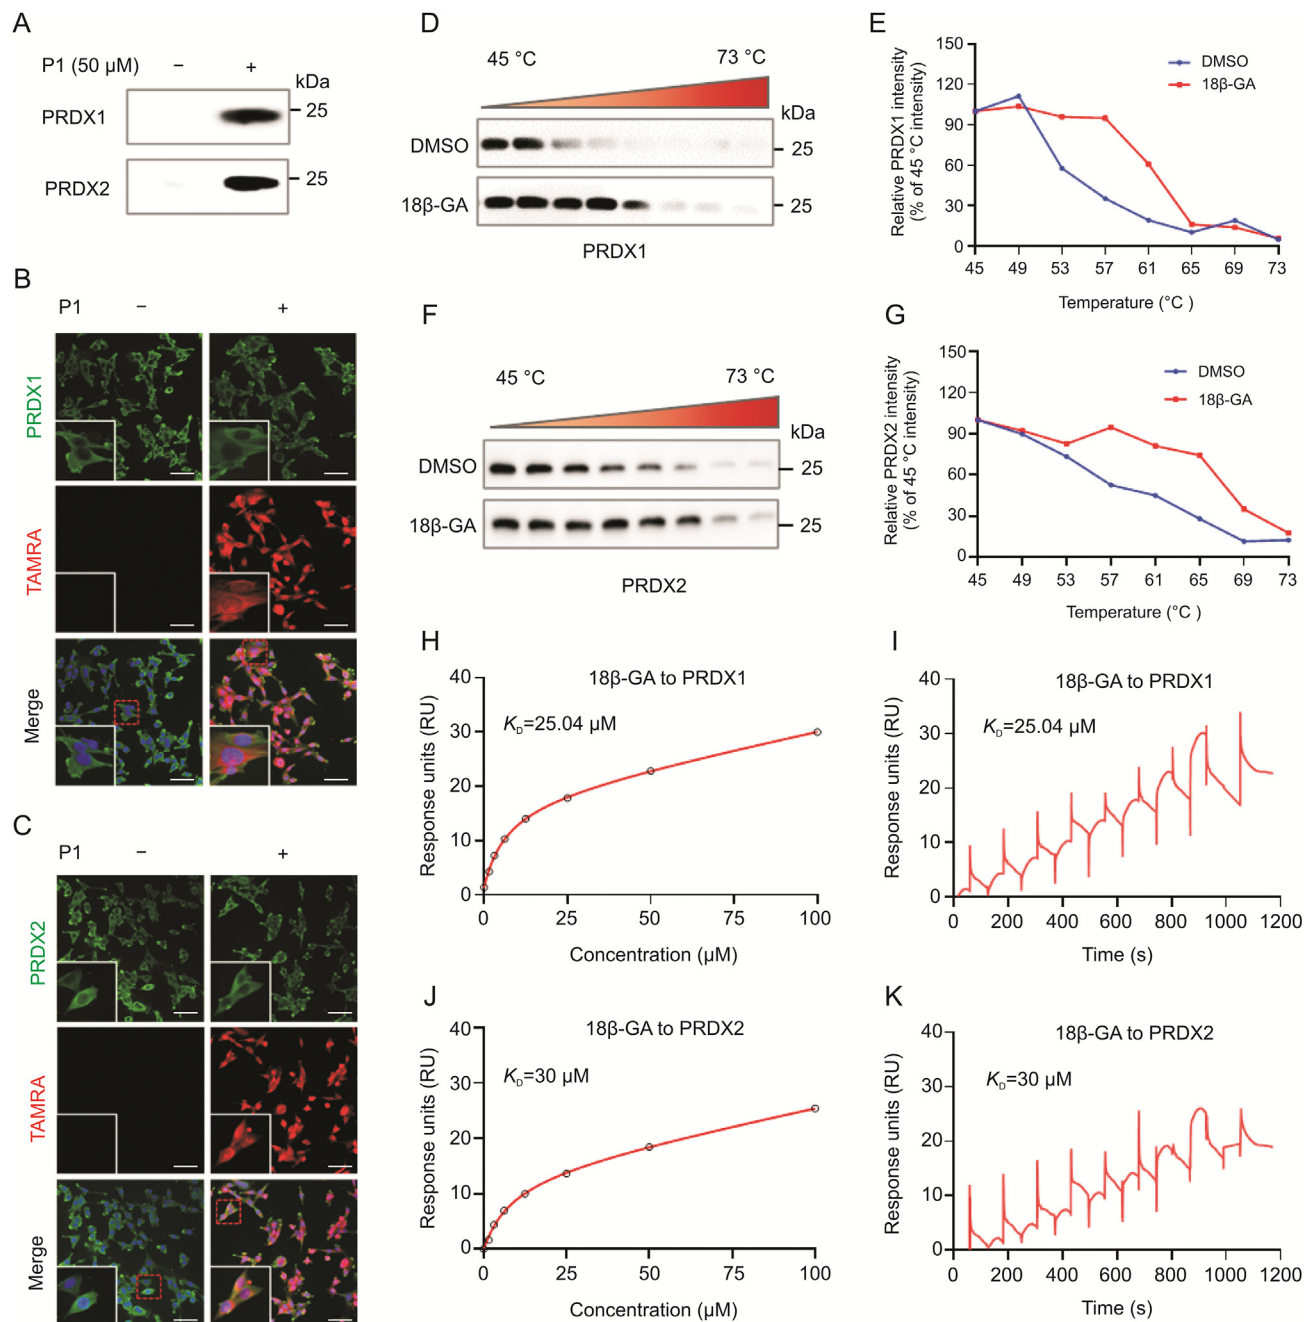 A
P1 (50 μM) − +
kDa
PRDX1
25
PRDX2
25
B
P1 − +
PRDX1
TAMRA
Merge
C
P1 − +
PRDX2
TAMRA
Merge
D
45 °C 73 °C
kDa
DMSO
25
18β-GA
25
PRDX1
E
Relative PRDX1 intensity
(% of 45 °C intensity)
150
120
90
60
30
0
DMSO
18β-GA
45 49 53 57 61 65 69 73
Temperature (°C )
F
45 °C 73 °C
kDa
DMSO
25
18β-GA
25
PRDX2
G
Relative PRDX2 intensity
(% of 45 °C intensity)
150
120
90
60
30
0
DMSO
18β-GA
45 49 53 57 61 65 69 73
Temperature (°C )
H
18β-GA to PRDX1
K_D=25.04 μM
Response units (RU)
40
30
20
10
0
0 25 50 75 100
Concentration (μM)
I
18β-GA to PRDX1
K_D=25.04 μM
Response units (RU)
40
30
20
10
0
0 200 400 600 800 1000 1200
Time (s)
J
18β-GA to PRDX2
K_D=30 μM
Response units (RU)
40
30
20
10
0
0 25 50 75 100
Concentration (μM)
K
18β-GA to PRDX2
K_D=30 μM
Response units (RU)
40
30
20
10
0
0 200 400 600 800 1000 1200
Time (s)